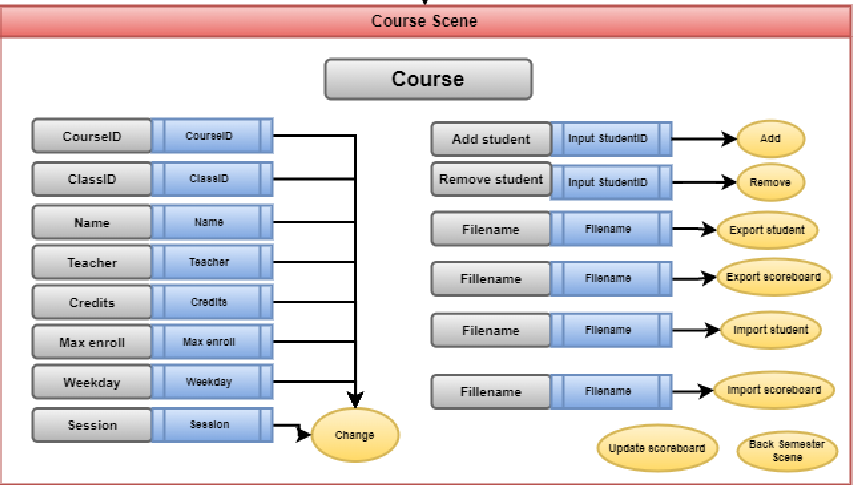 Course Scene
Course
CourseID CourseID
ClassID ClassID
Name Name
Teacher Teacher
Credits Credits
Max enroll Max enroll
Weekday Weekday
Session Session
Change
Add student Input StudentID Add
Remove student Input StudentID Remove
Filename Filename Export student
Fillename Filename Export scoreboard
Filename Filename Import student
Fillename Filename Import scoreboard
Update scoreboard
Back Semester
Scene